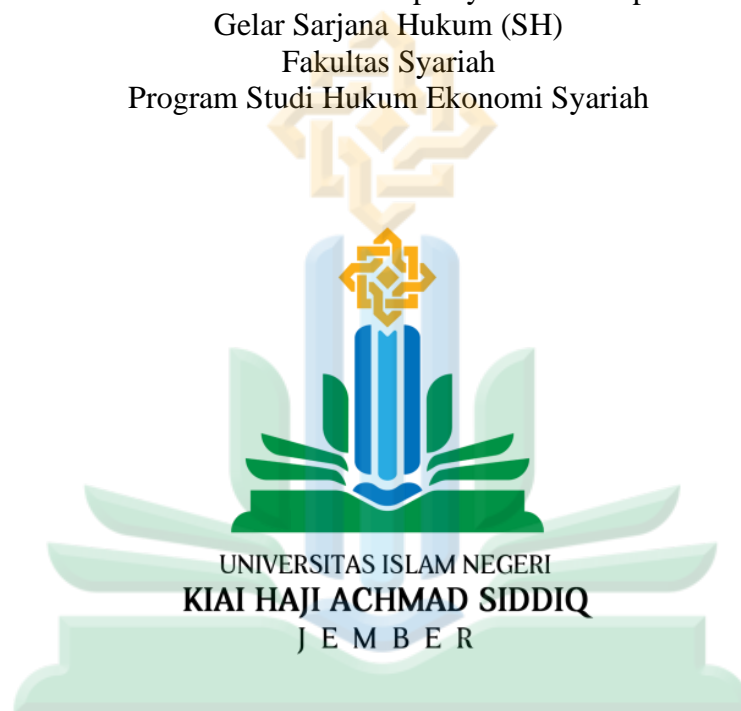 Gelar Sarjana Hukum (SH)
Fakultas Syariah
Program Studi Hukum Ekonomi Syariah
UNIVERSITAS ISLAM NEGERI
KIAI HAJI ACHMAD SIDDIQ
J E M B E R